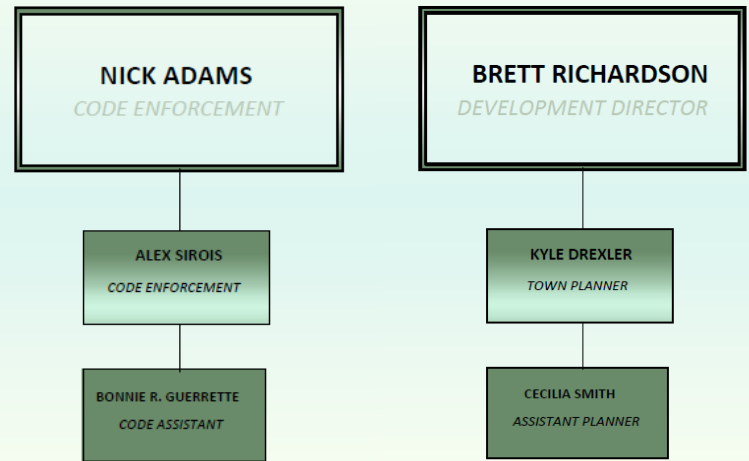 NICK ADAMS
CODE ENFORCEMENT
ALEX SIROIS
CODE ENFORCEMENT
BONNIE R. GUERRETTE
CODE ASSISTANT
BRETT RICHARDSON
DEVELOPMENT DIRECTOR
KYLE DREXLER
TOWN PLANNER
CECILIA SMITH
ASSISTANT PLANNER